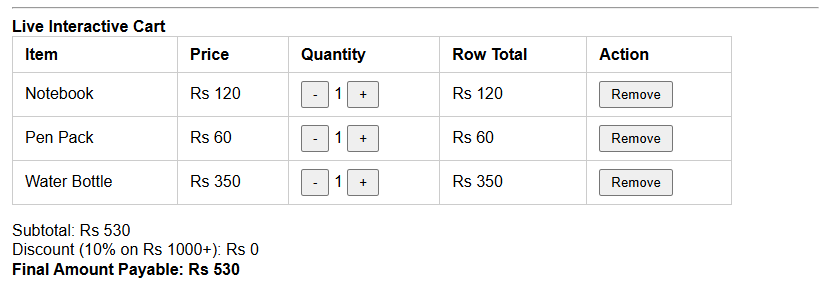 Live Interactive Cart
Item Price Quantity Row Total Action
Notebook Rs 120 - 1 + Rs 120 Remove
Pen Pack Rs 60 - 1 + Rs 60 Remove
Water Bottle Rs 350 - 1 + Rs 350 Remove
Subtotal: Rs 530
Discount (10% on Rs 1000+): Rs 0
Final Amount Payable: Rs 530